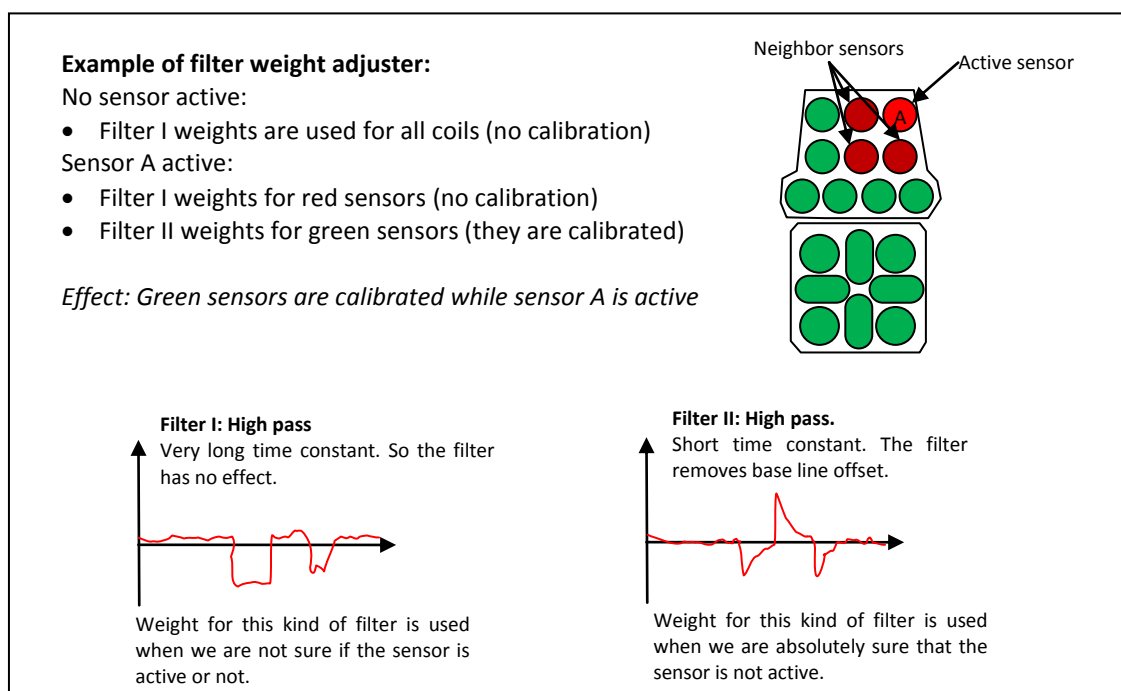 Example of filter weight adjuster:
No sensor active:
• Filter I weights are used for all coils (no calibration)
Sensor A active:
• Filter I weights for red sensors (no calibration)
• Filter II weights for green sensors (they are calibrated)
Effect: Green sensors are calibrated while sensor A is active
Neighbor sensors
Active sensor
A
Filter I: High pass
Very long time constant. So the filter
has no effect.
Weight for this kind of filter is used
when we are not sure if the sensor is
active or not.
Filter II: High pass.
Short time constant. The filter
removes base line offset.
Weight for this kind of filter is used
when we are absolutely sure that the
sensor is not active.